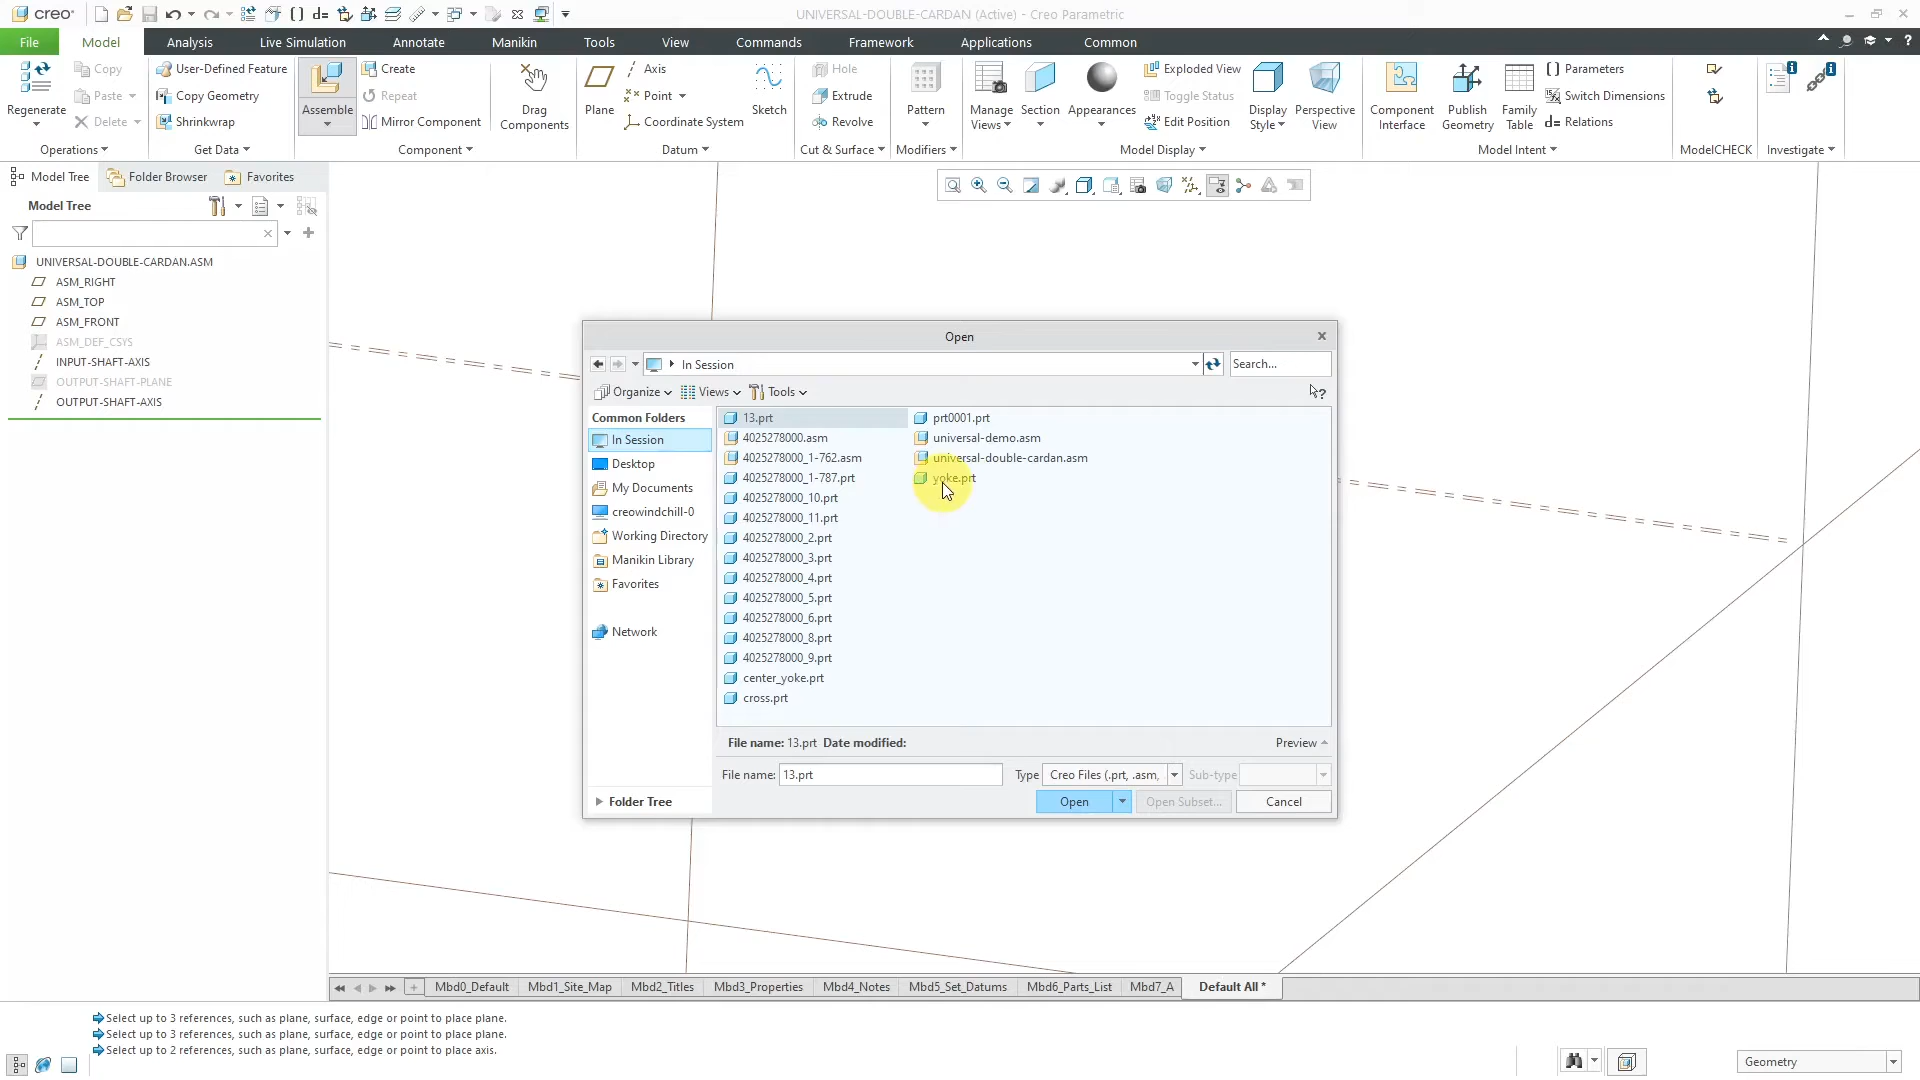 creo
UNIVERSAL-DOUBLE-CARDAN (Active) - Creo Parametric
File Model Analysis Live Simulation Annotate Manikin Tools View Commands Framework Applications Common
Regenerate
Copy
Paste
Delete
Operations
User-Defined Feature
Copy Geometry
Shrinkwrap
Get Data
Assemble
Create
Repeat
Mirror Component
Component
Drag
Components
Plane
Axis
Point
Coordinate System
Sketch
Datum
Hole
Extrude
Revolve
Cut & Surface
Pattern
Modifiers
Manage
Views
Section
Appearances
Exploded View
Toggle Status
Edit Position
Display
Style
Perspective
View
Model Display
Component
Interface
Publish
Geometry
Family
Table
Parameters
Switch Dimensions
d= Relations
Model Intent
ModelCHECK
Investigate
Model Tree Folder Browser Favorites
Model Tree
UNIVERSAL-DOUBLE-CARDAN.ASM
ASM_RIGHT
ASM_TOP
ASM_FRONT
ASM_DEF_CSYS
INPUT-SHAFT-AXIS
OUTPUT-SHAFT-PLANE
OUTPUT-SHAFT-AXIS
Open
In Session
Search...
Organize Views Tools
Common Folders
In Session
Desktop
My Documents
creowindchill-0
Working Directory
Manikin Library
Favorites
Network
Folder Tree
13.prt
4025278000.asm
4025278000_1-762.asm
4025278000_1-787.prt
4025278000_10.prt
4025278000_11.prt
4025278000_2.prt
4025278000_3.prt
4025278000_4.prt
4025278000_5.prt
4025278000_6.prt
4025278000_8.prt
4025278000_9.prt
center_yoke.prt
cross.prt
prt0001.prt
universal-demo.asm
universal-double-cardan.asm
yoke.prt
File name: 13.prt Date modified:
Preview
File name: 13.prt
Type Creo Files (.prt, .asm,
Sub-type
Open
Open Subset...
Cancel
Mbd0_Default Mbd1_Site_Map Mbd2_Titles Mbd3_Properties Mbd4_Notes Mbd5_Set_Datums Mbd6_Parts_List Mbd7_A Default All *
Select up to 3 references, such as plane, surface, edge or point to place plane.
Select up to 3 references, such as plane, surface, edge or point to place plane.
Select up to 2 references, such as plane, surface, edge or point to place axis.
Geometry